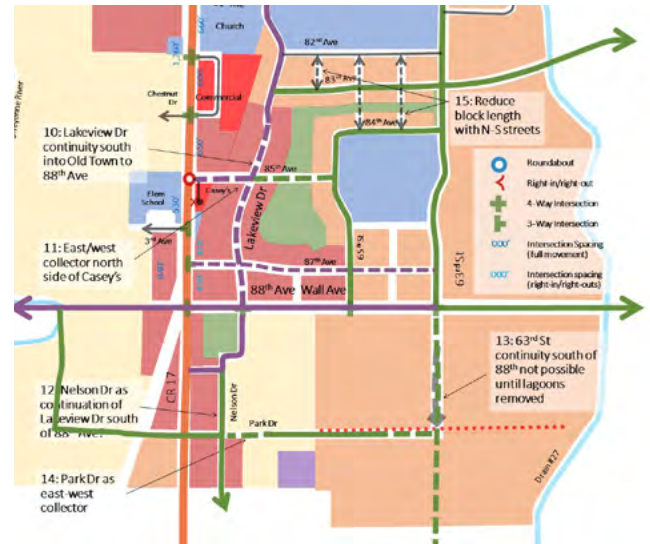 Church
82nd Ave
Chestnut
Dr
Commercial
83rd Ave
84th Ave
15: Reduce
block length
with N-S streets
10: Lakeview Dr
continuity south
into Old Town to
88th Ave
85th Ave
Casey's
Elem
School
3rd Ave
Lakeview Dr
65th St
63rd St
Roundabout
Right-in/right-out
4-Way Intersection
3-Way Intersection
Intersection Spacing
(full movement)
Intersection spacing
(right-in/right-outs)
11: East/west
collector north
side of Casey's
87th Ave
88th Ave
Wall Ave
13: 63rd St
continuity south of
88th not possible
until lagoons
removed
CR 17
Nelson Dr
12: Nelson Dr as
continuation of
Lakeview Dr south
of 88th Ave.
Park Dr
14: Park Dr as
east-west
collector
Drain #27